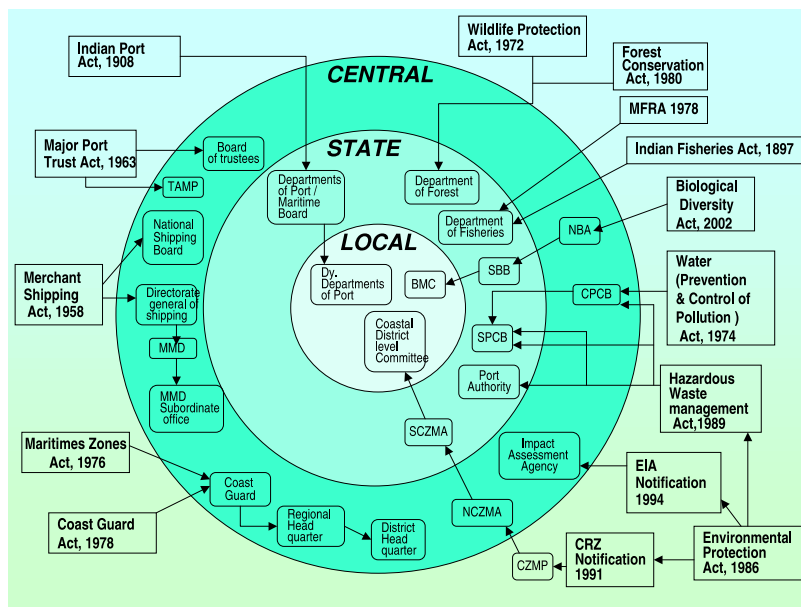 Indian Port
Act, 1908
Wildlife Protection
Act, 1972
Forest
Conservation
Act, 1980
CENTRAL
MFRA 1978
Major Port
Trust Act, 1963
Board
of trustees
STATE
Indian Fisheries Act, 1897
TAMP
Departments
of Port /
Maritime
Board
Department
of Forest
Biological
Diversity
Act, 2002
National
Shipping
Board
Department
of Fisheries
NBA
LOCAL
Merchant
Shipping
Act, 1958
Directorate
general of
shipping
Dy.
Departments
of Port
BMC
SBB
CPCB
Water
(Prevention
& Control of
Pollution )
Act, 1974
MMD
Coastal
District
level
Committee
SPCB
MMD
Subordinate
office
Port
Authority
Hazardous
Waste
management
Act,1989
Maritimes Zones
Act, 1976
SCZMA
Impact
Assessment
Agency
EIA
Notification
1994
Coast
Guard
Coast Guard
Act, 1978
Regional
Head
quarter
District
Head
quarter
NCZMA
CZMP
CRZ
Notification
1991
Environmental
Protection
Act, 1986